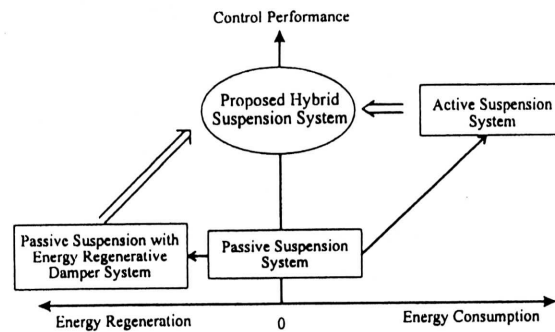 Control Performance
Proposed Hybrid
Suspension System
Active Suspension
System
Passive Suspension with
Energy Regenerative
Damper System
Passive Suspension
System
Energy Regeneration
0
Energy Consumption